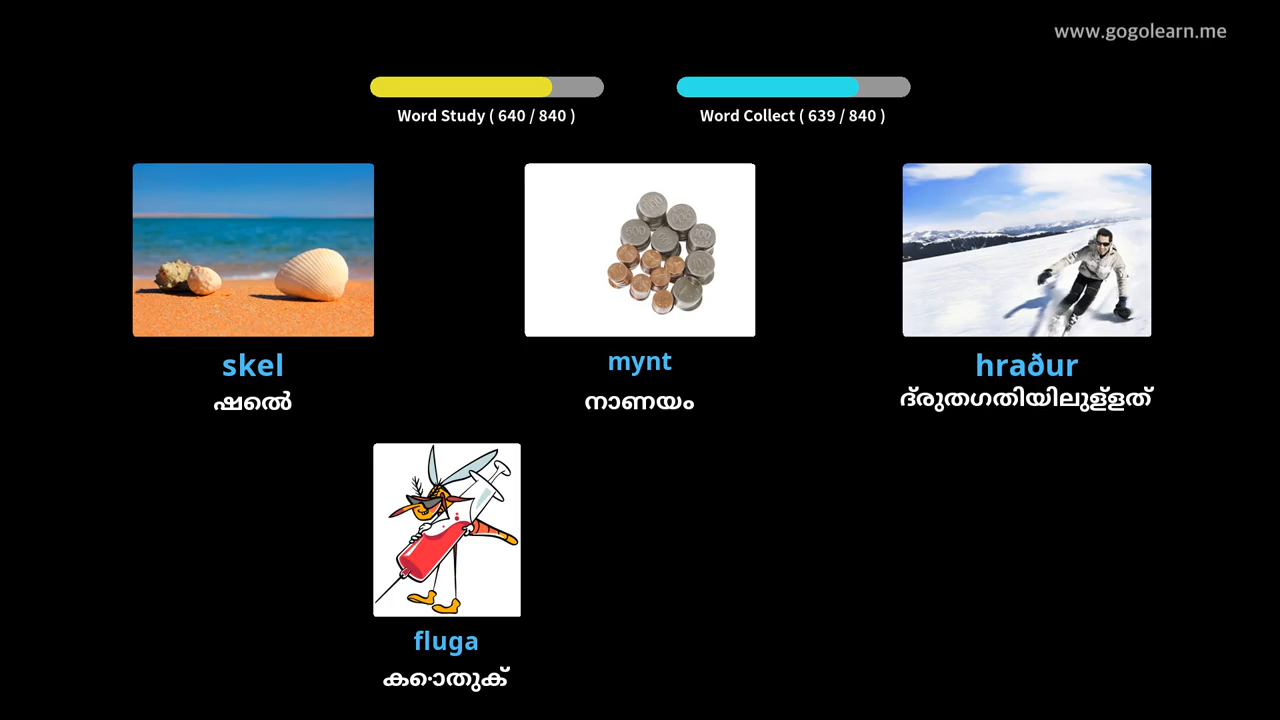 www.gogolearn.me
Word Study ( 640 / 840 )
Word Collect ( 639 / 840 )
skel
mynt
hraður
ഷെൽ
നാണയം
ദ്രുതഗതിയിലുള്ളത്
fluga
കൊതുക്